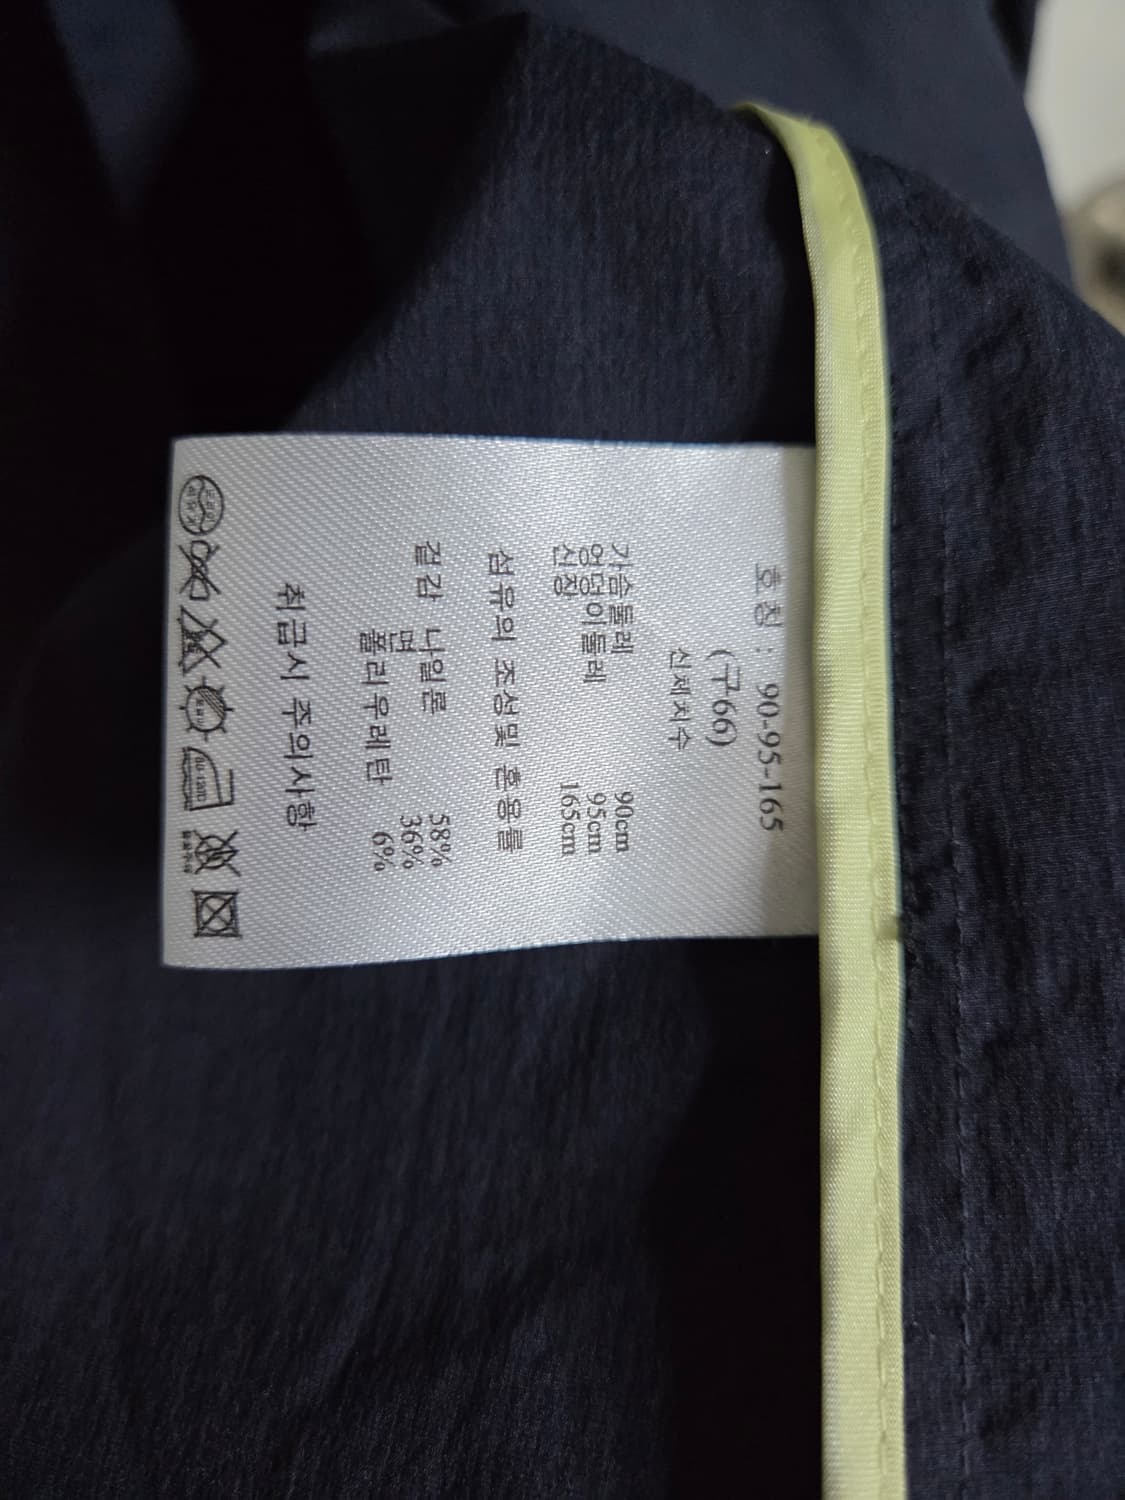 호칭 : 90-95-165
(구66)
신체치수
가슴둘레 90cm
엉덩이둘레 95cm
신장 165cm
섬유의 조성및 혼용률
겉감 나일론 58%
면 36%
폴리우레탄 6%
취급시 주의사항